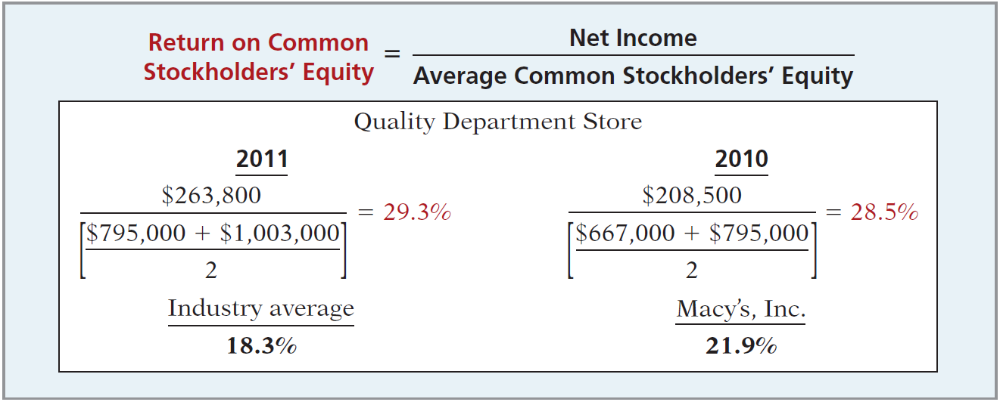 Return on Common
Stockholders' Equity
=
Net Income
Average Common Stockholders' Equity
Quality Department Store
2011
$263,800
[$795,000 + $1,003,000]
2
= 29.3%
2010
$208,500
[$667,000 + $795,000]
2
= 28.5%
Industry average
18.3%
Macy's, Inc.
21.9%